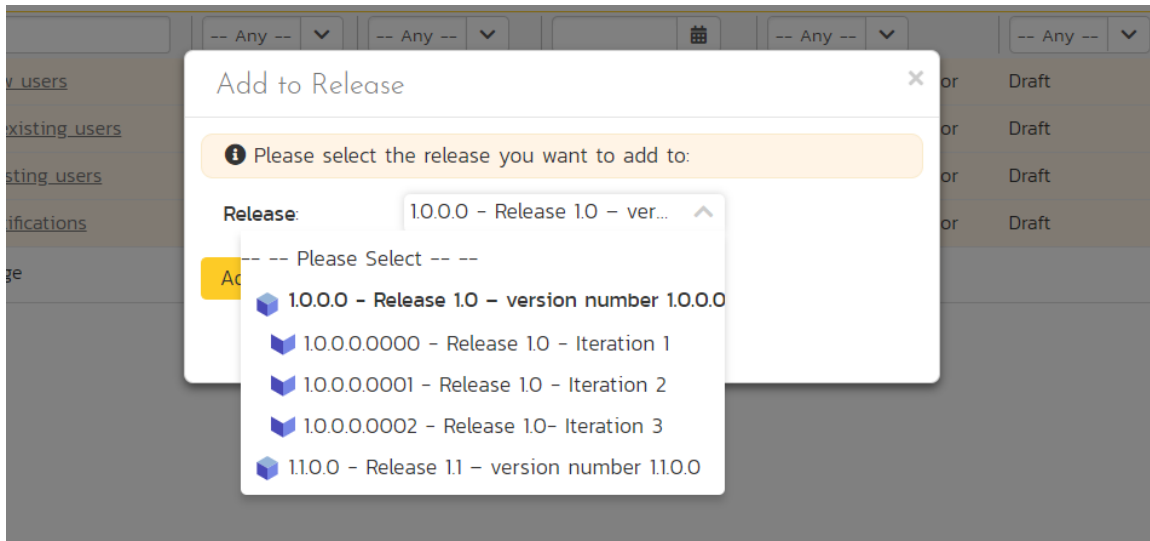 -- Any -- -- Any -- -- Any -- -- Any --
Add to Release ×
users or Draft
existing users or Draft
Please select the release you want to add to:
sting users or Draft
ifications or Draft
Release: 1.0.0.0 - Release 1.0 – ver...
-- -- Please Select -- --
ge
1.0.0.0 - Release 1.0 – version number 1.0.0.0
1.0.0.0.0000 - Release 1.0 - Iteration 1
1.0.0.0.0001 - Release 1.0 - Iteration 2
1.0.0.0.0002 - Release 1.0- Iteration 3
1.1.0.0 - Release 1.1 – version number 1.1.0.0